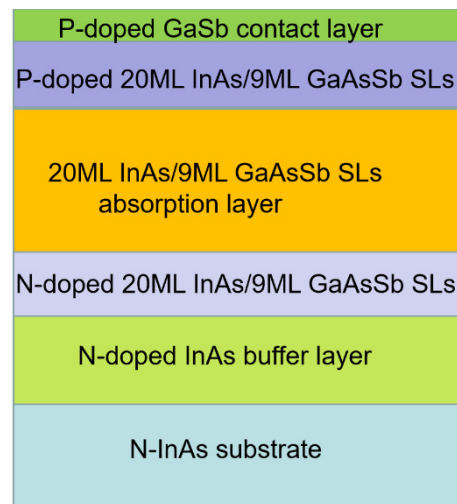 P-doped GaSb contact layer
P-doped 20ML InAs/9ML GaAsSb SLs
20ML InAs/9ML GaAsSb SLs
absorption layer
N-doped 20ML InAs/9ML GaAsSb SLs
N-doped InAs buffer layer
N-InAs substrate